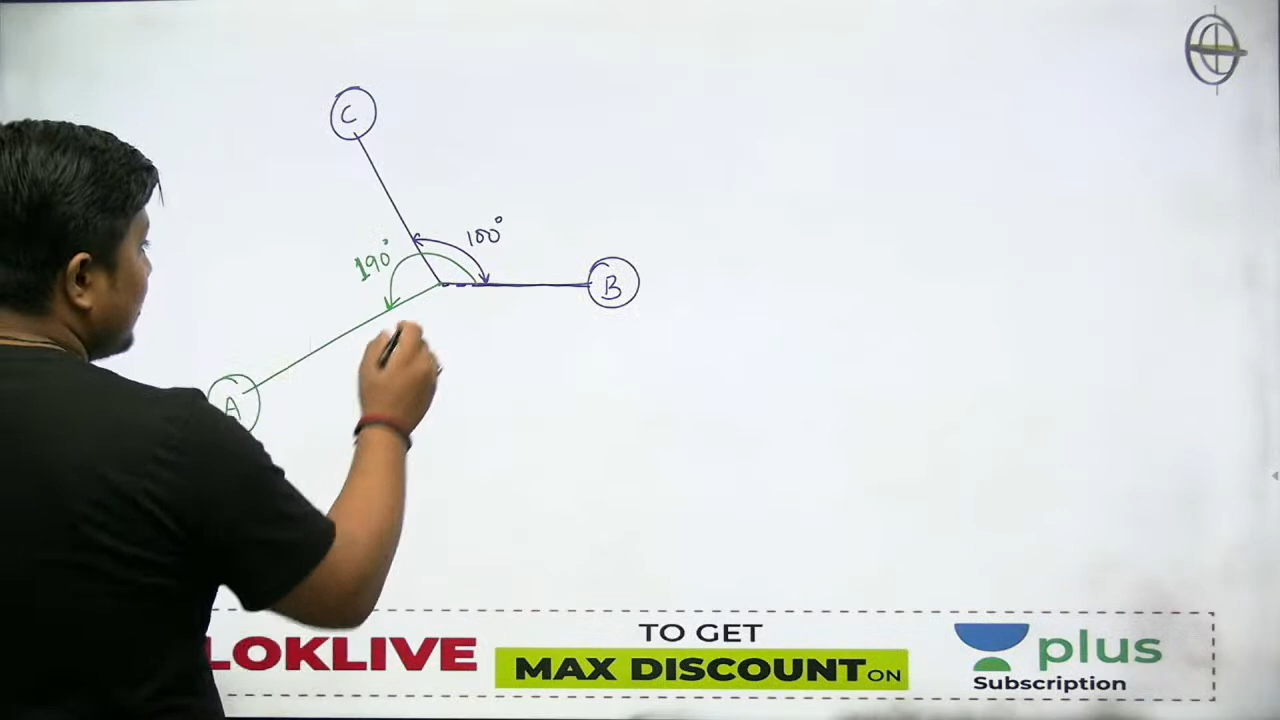 C
100°
190°
B
A
LOKLIVE
TO GET
MAX DISCOUNT ON
plus
Subscription